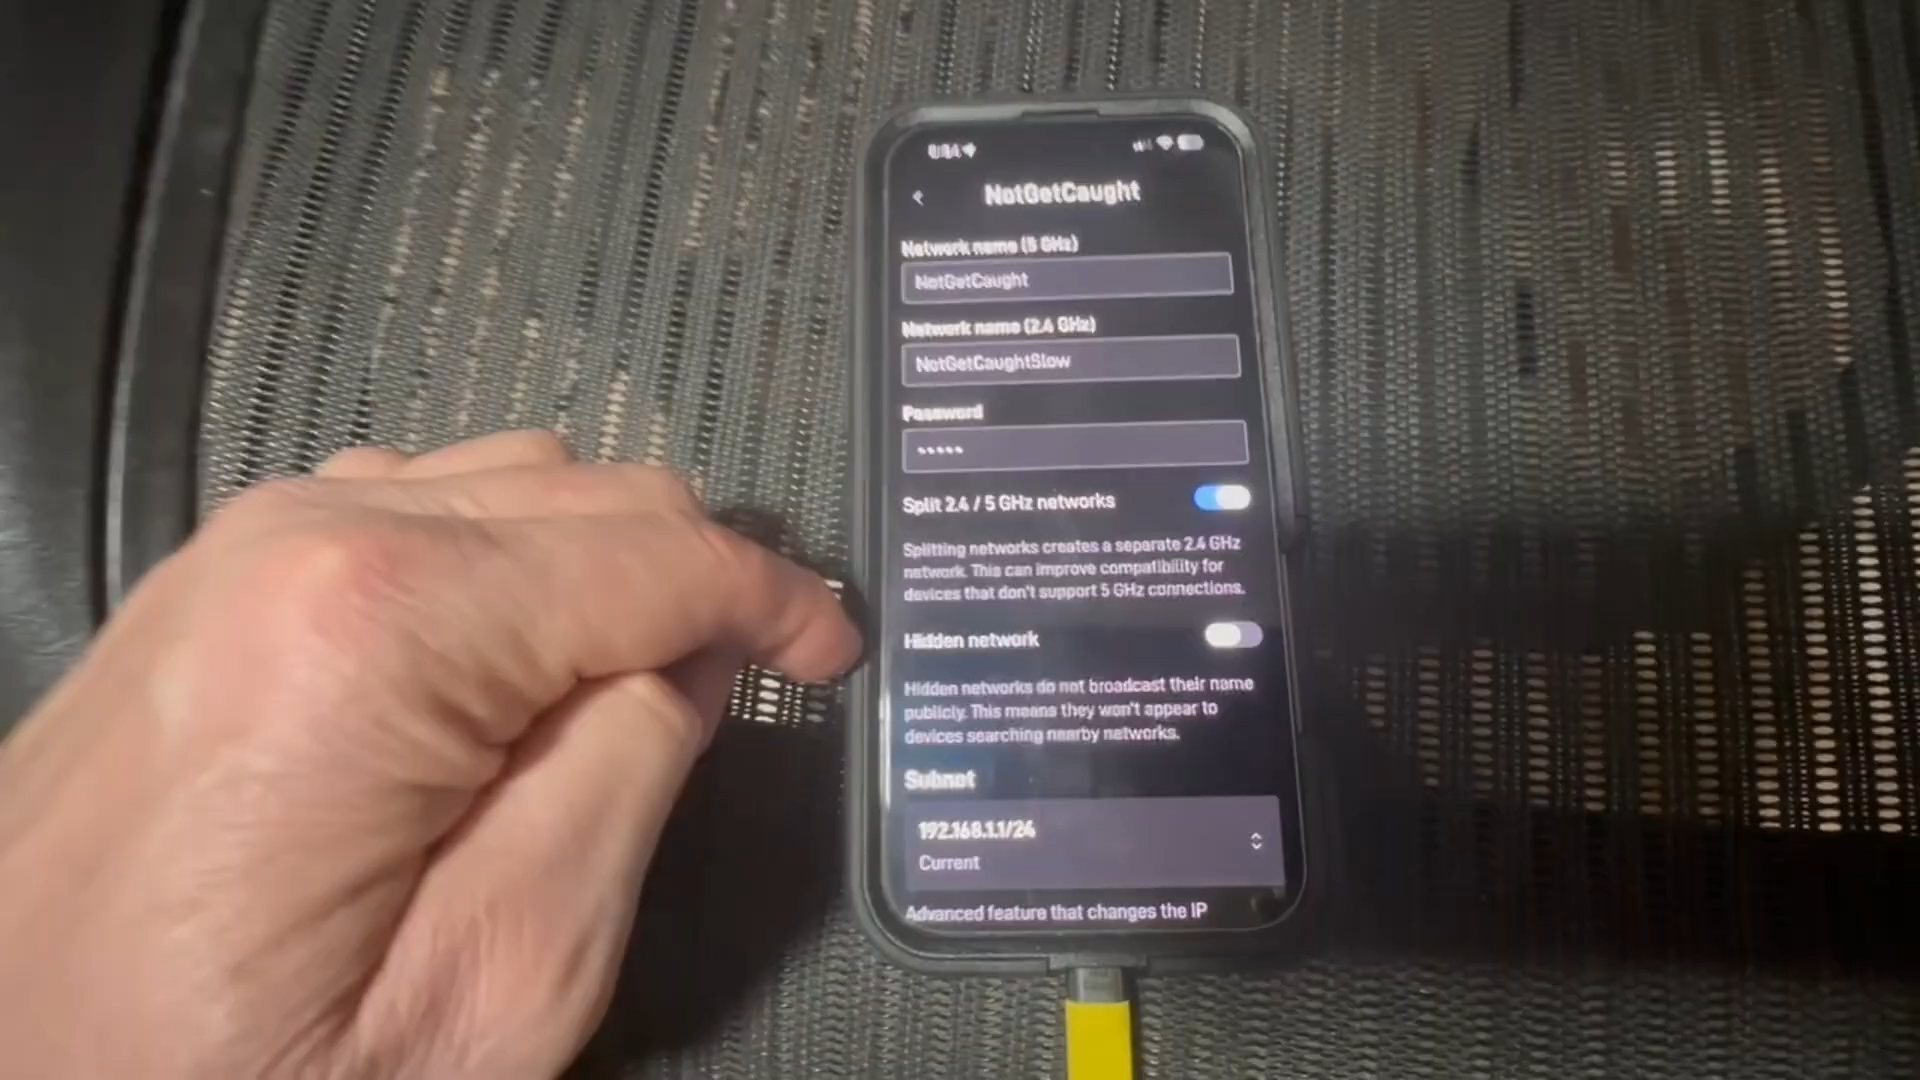 NotGetCaught
Network name (5 GHz)
NotGetCaught
Network name (2.4 GHz)
NotGetCaughtSlow
Password
•••••
Split 2.4 / 5 GHz networks
Splitting networks creates a separate 2.4 GHz
network. This can improve compatibility for
devices that don't support 5 GHz connections.
Hidden network
Hidden networks do not broadcast their name
publicly. This means they won't appear to
devices searching nearby networks.
Subnet
192.168.1.1/24
Current
Advanced feature that changes the IP